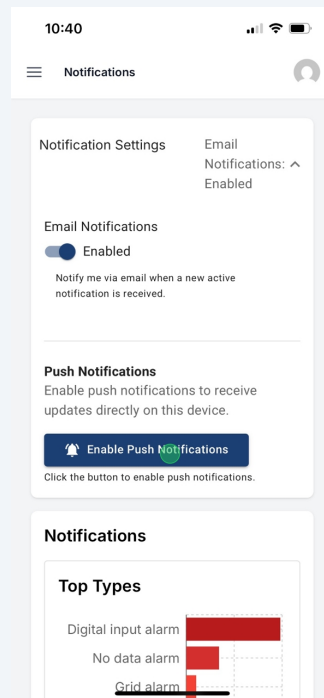 10:40
Notifications
Notification Settings
Email
Notifications:
Enabled
Email Notifications
Enabled
Notify me via email when a new active
notification is received.
Push Notifications
Enable push notifications to receive
updates directly on this device.
Enable Push Notifications
Click the button to enable push notifications.
Notifications
Top Types
Digital input alarm
No data alarm
Grid alarm